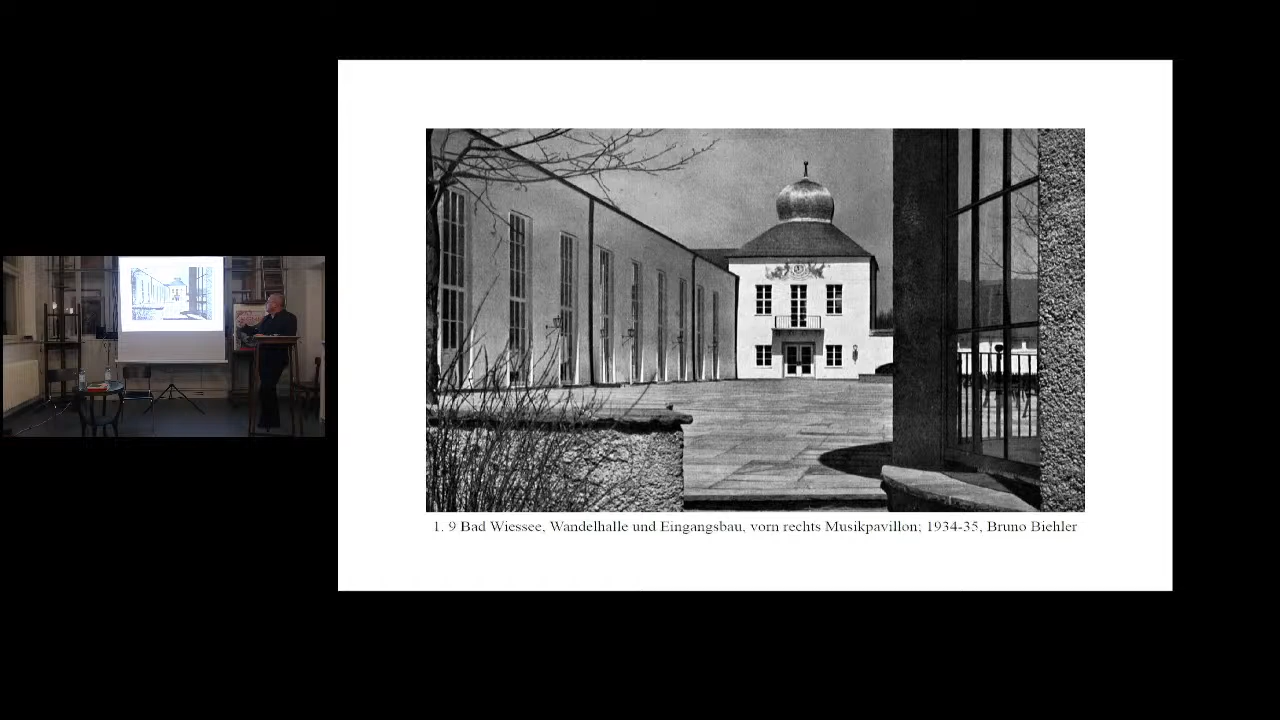 1. 9 Bad Wiessee, Wandelhalle und Eingangsbau, vorn rechts Musikpavillon; 1934-35, Bruno Biehler